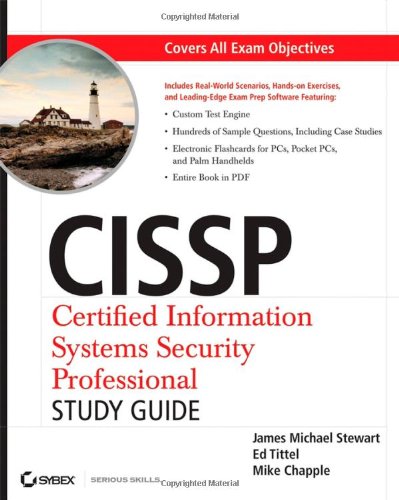 Copyrighted Material
Covers All Exam Objectives
Includes Real-World Scenarios, Hands-on Exercises,
and Leading-Edge Exam Prep Software Featuring:
• Custom Test Engine
• Hundreds of Sample Questions, Including Case Studies
• Electronic Flashcards for PCs, Pocket PCs,
and Palm Handhelds
• Entire Book in PDF
CISSP
Certified Information
Systems Security
Professional
STUDY GUIDE
James Michael Stewart
Ed Tittel
Mike Chapple
SYBEX
SERIOUS SKILLS.
Copyrighted Material